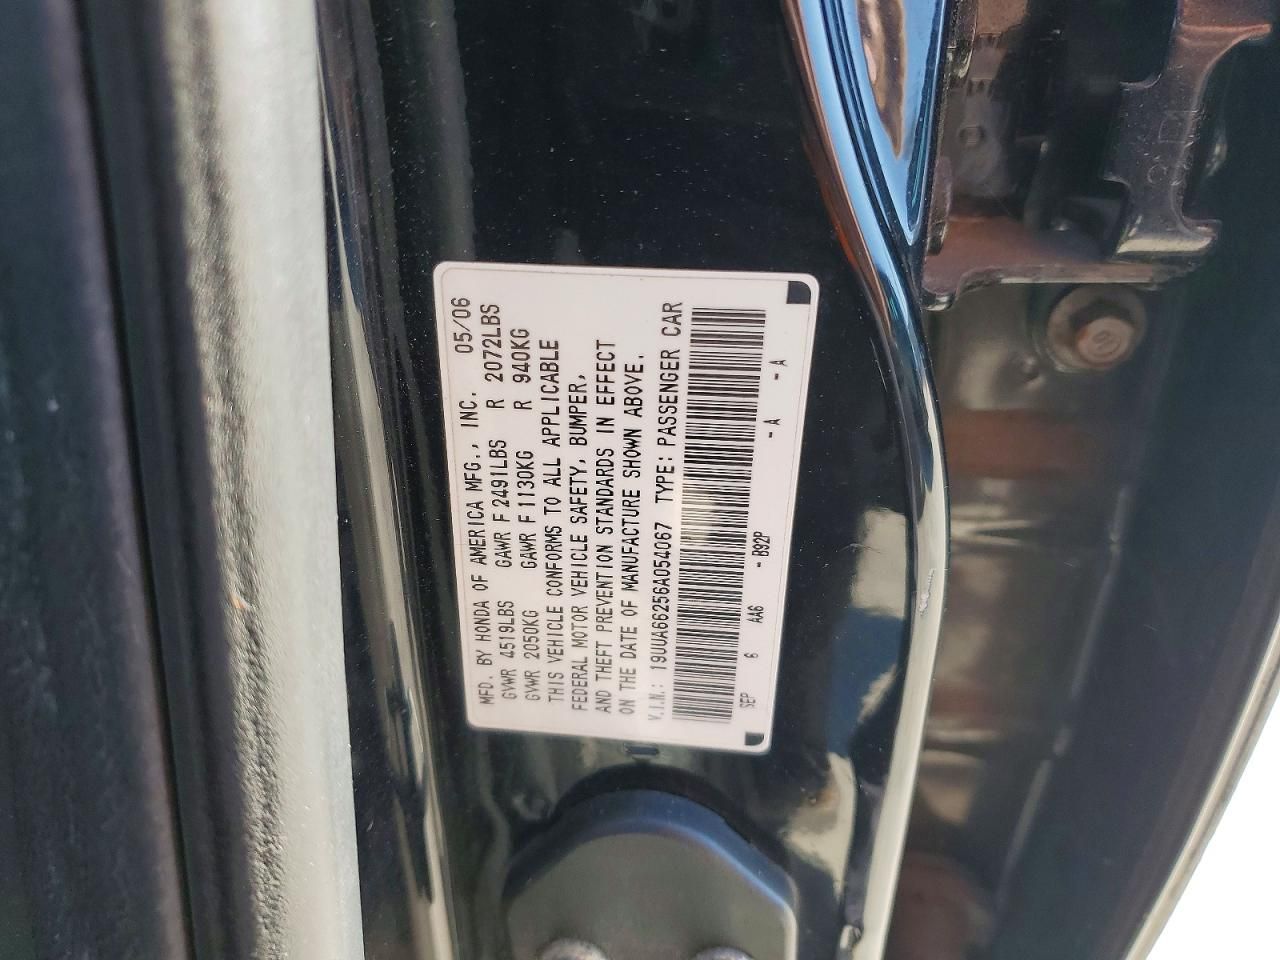 MFD. BY HONDA OF AMERICA MFG., INC. 05/06
GVWR 4519LBS GAWR F 2491LBS R 2072LBS
GVWR 2050KG GAWR F 1130KG R 940KG
THIS VEHICLE CONFORMS TO ALL APPLICABLE
FEDERAL MOTOR VEHICLE SAFETY, BUMPER,
AND THEFT PREVENTION STANDARDS IN EFFECT
ON THE DATE OF MANUFACTURE SHOWN ABOVE.
V.I.N.: 19UUA66256A054067 TYPE: PASSENGER CAR
SEP 6 AA6 - B92P - A - A